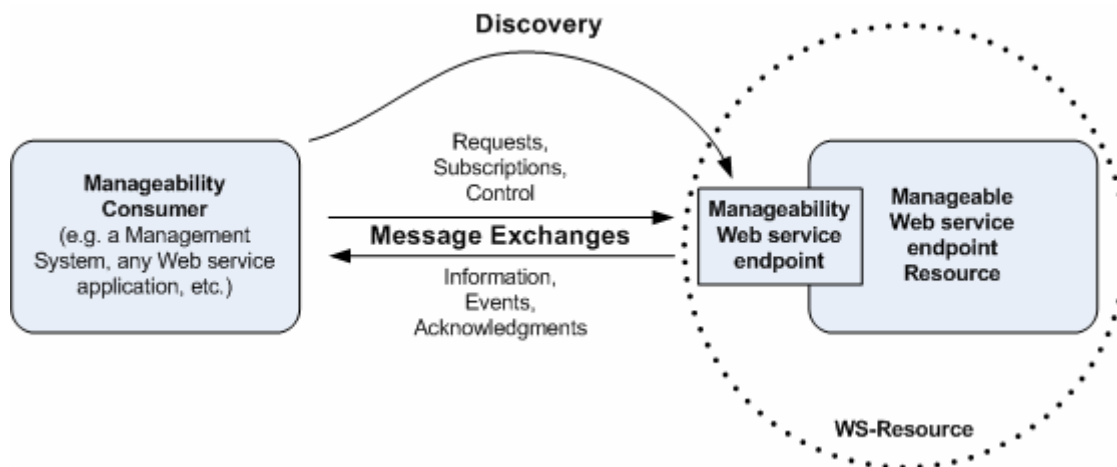 Discovery
Requests,
Subscriptions,
Control
Manageability
Consumer
(e.g. a Management
System, any Web service
application, etc.)
Message Exchanges
Information,
Events,
Acknowledgments
Manageability
Web service
endpoint
Manageable
Web service
endpoint
Resource
WS-Resource